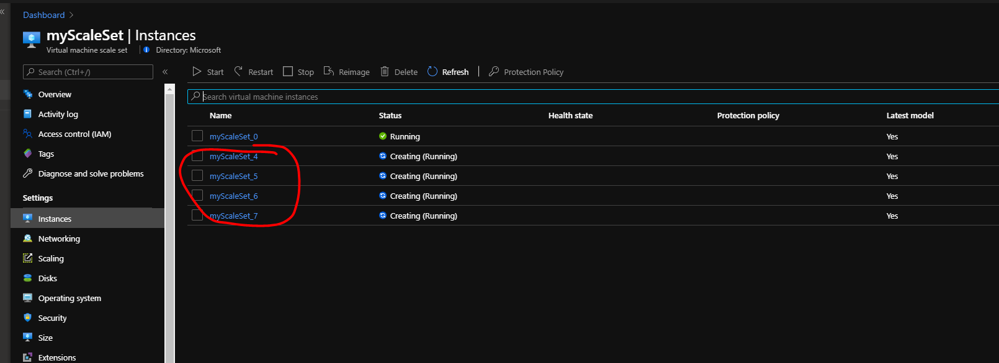 Dashboard >
myScaleSet | Instances
Virtual machine scale set
Directory: Microsoft
Search (Ctrl+/)
«
Start
Restart
Stop
Reimage
Delete
Refresh
Protection Policy
Overview
Activity log
Access control (IAM)
Tags
Diagnose and solve problems
Settings
Instances
Networking
Scaling
Disks
Operating system
Security
Size
Extensions
Search virtual machine instances
Name Status Health state Protection policy Latest model
myScaleSet_0 Running Yes
myScaleSet_4 Creating (Running) Yes
myScaleSet_5 Creating (Running) Yes
myScaleSet_6 Creating (Running) Yes
myScaleSet_7 Creating (Running) Yes